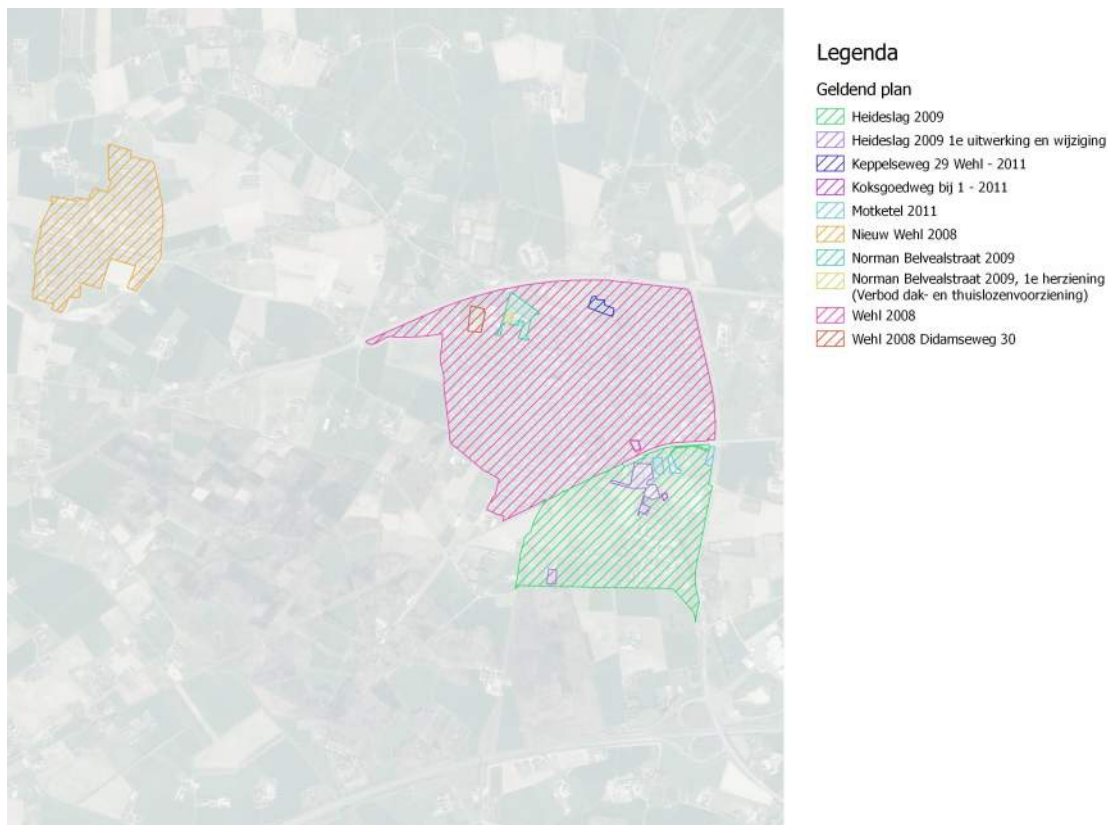 Legenda
Geldend plan
Heideslag 2009
Heideslag 2009 1e uitwerking en wijziging
Keppelseweg 29 Wehl - 2011
Koksgoedweg bij 1 - 2011
Motketel 2011
Nieuw Wehl 2008
Norman Belvealstraat 2009
Norman Belvealstraat 2009, 1e herziening
(Verbod dak- en thuislozenvoorziening)
Wehl 2008
Wehl 2008 Didamseweg 30